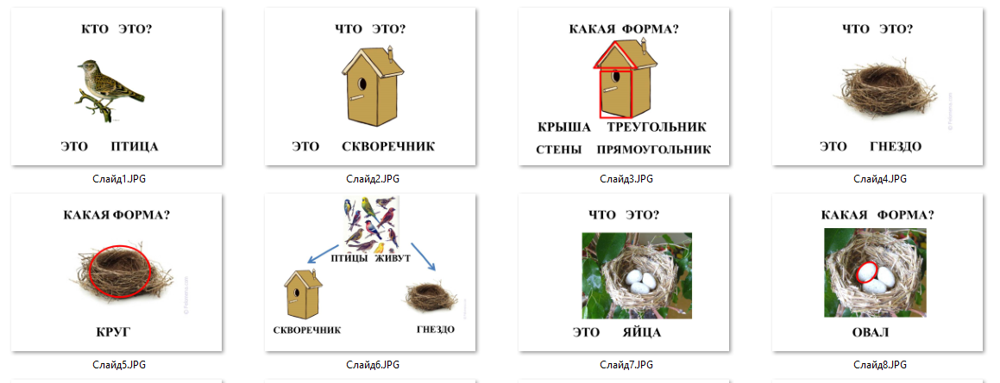 КТО ЭТО?
ЭТО ПТИЦА
Слайд1.JPG
ЧТО ЭТО?
ЭТО СКВОРЕЧНИК
Слайд2.JPG
КАКАЯ ФОРМА?
КРЫША ТРЕУГОЛЬНИК
СТЕНЫ ПРЯМОУГОЛЬНИК
Слайд3.JPG
ЧТО ЭТО?
ЭТО ГНЕЗДО
Слайд4.JPG
КАКАЯ ФОРМА?
КРУГ
Слайд5.JPG
ПТИЦЫ ЖИВУТ
СКВОРЕЧНИК
ГНЕЗДО
Слайд6.JPG
ЧТО ЭТО?
ЭТО ЯЙЦА
Слайд7.JPG
КАКАЯ ФОРМА?
ОВАЛ
Слайд8.JPG